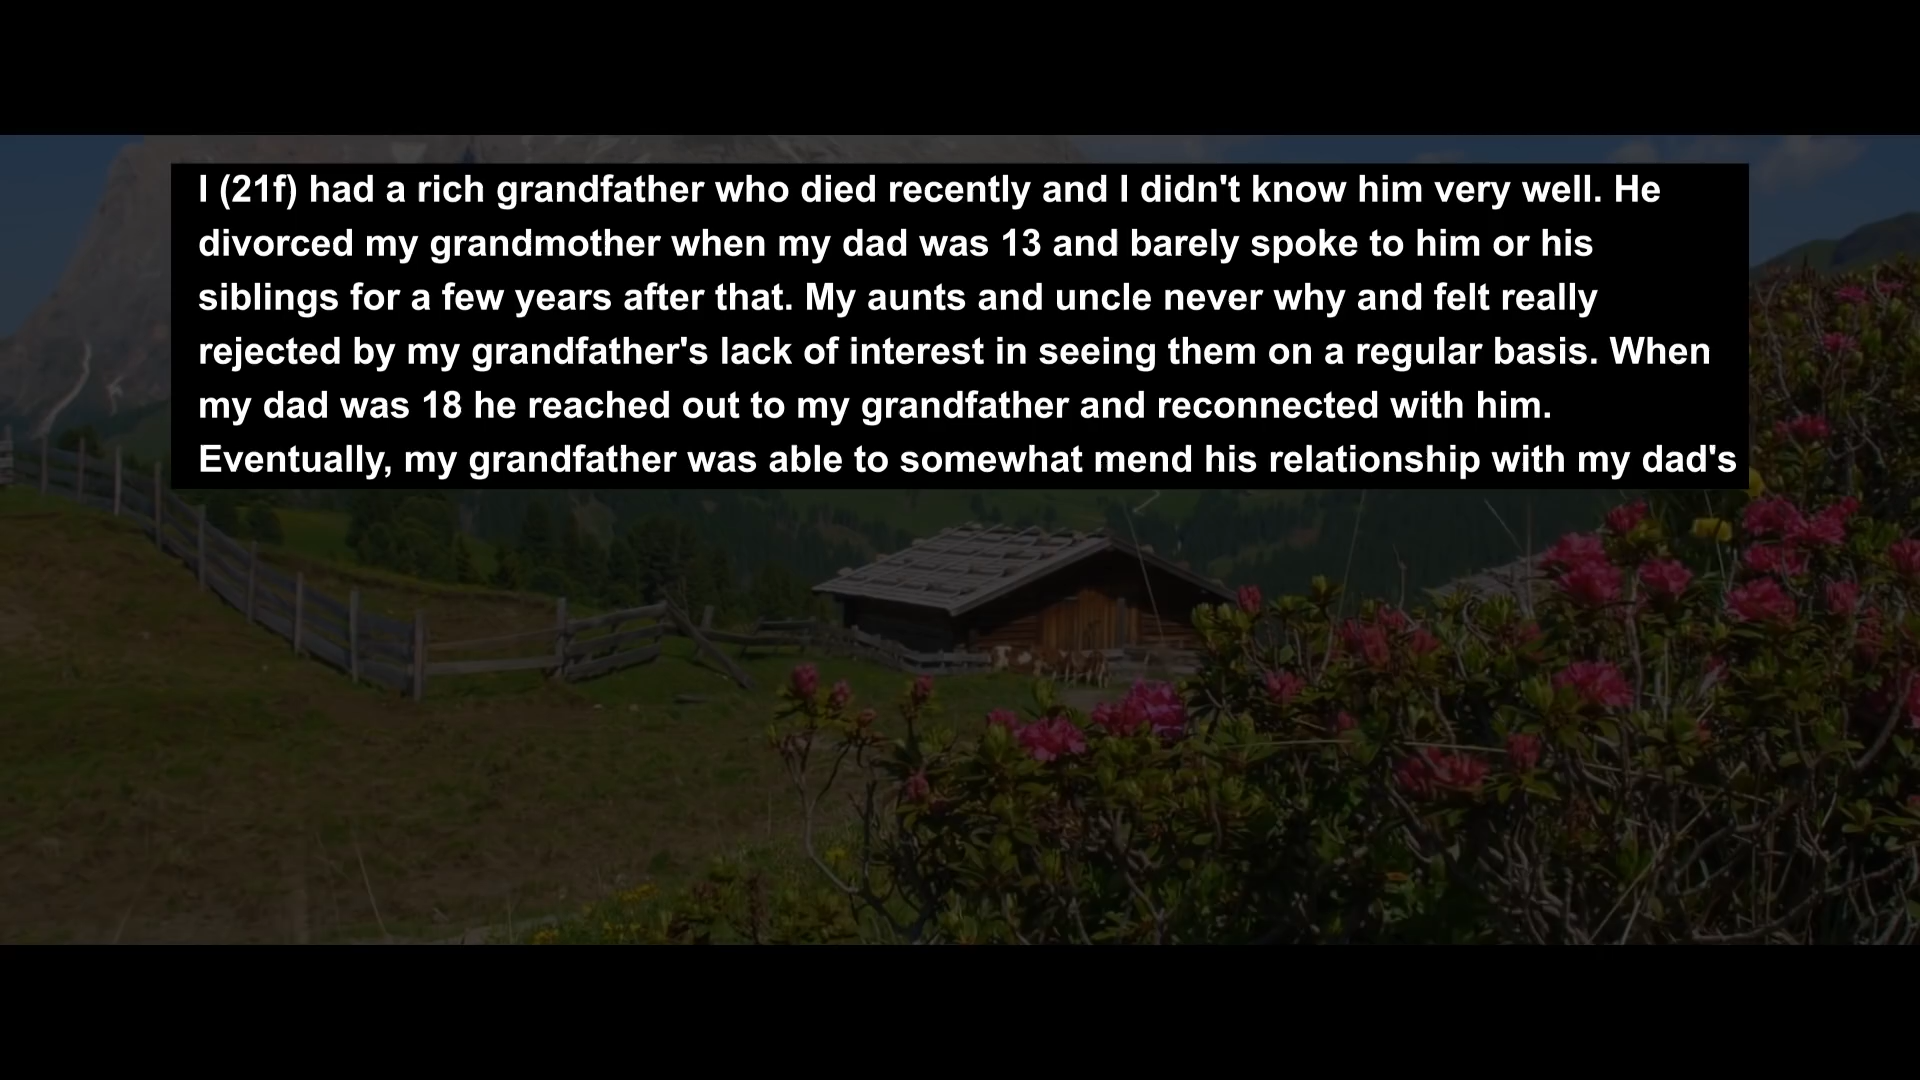 I (21f) had a rich grandfather who died recently and I didn't know him very well. He
divorced my grandmother when my dad was 13 and barely spoke to him or his
siblings for a few years after that. My aunts and uncle never why and felt really
rejected by my grandfather's lack of interest in seeing them on a regular basis. When
my dad was 18 he reached out to my grandfather and reconnected with him.
Eventually, my grandfather was able to somewhat mend his relationship with my dad's